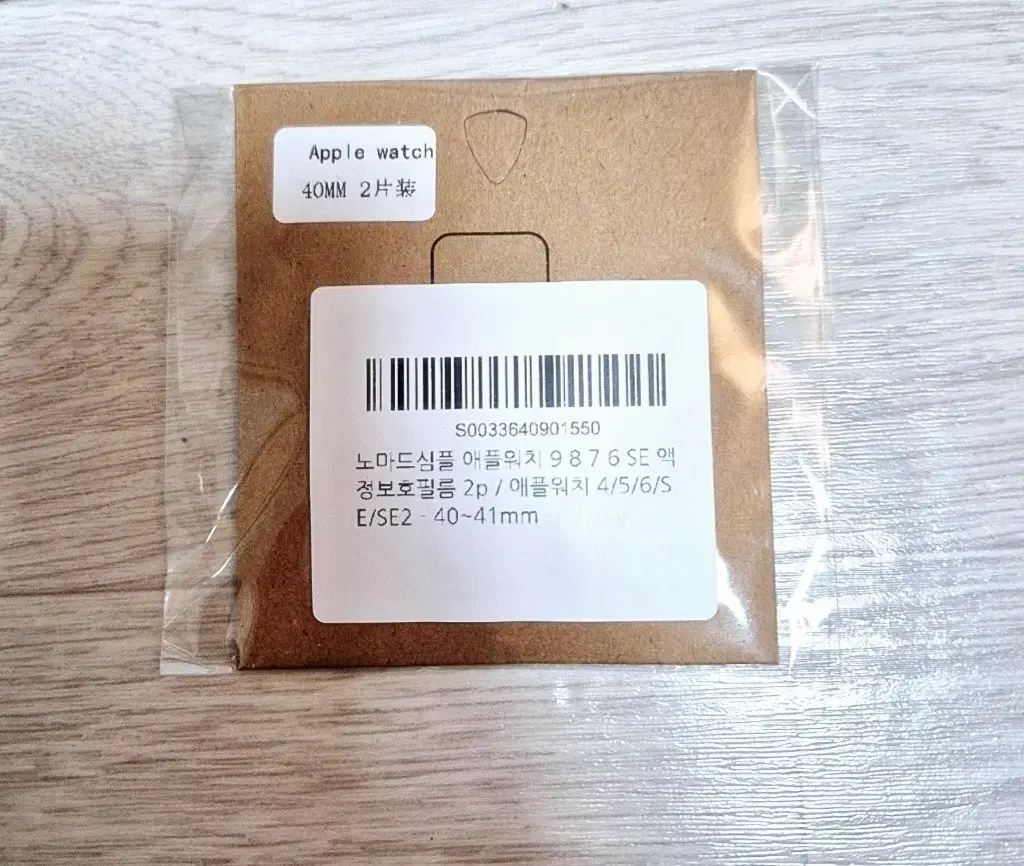 Apple watch
40MM 2片装
S0033640901550
노마드심플 애플워치 9 8 7 6 SE 액
정보호필름 2p / 애플워치 4/5/6/S
E/SE2 - 40~41mm